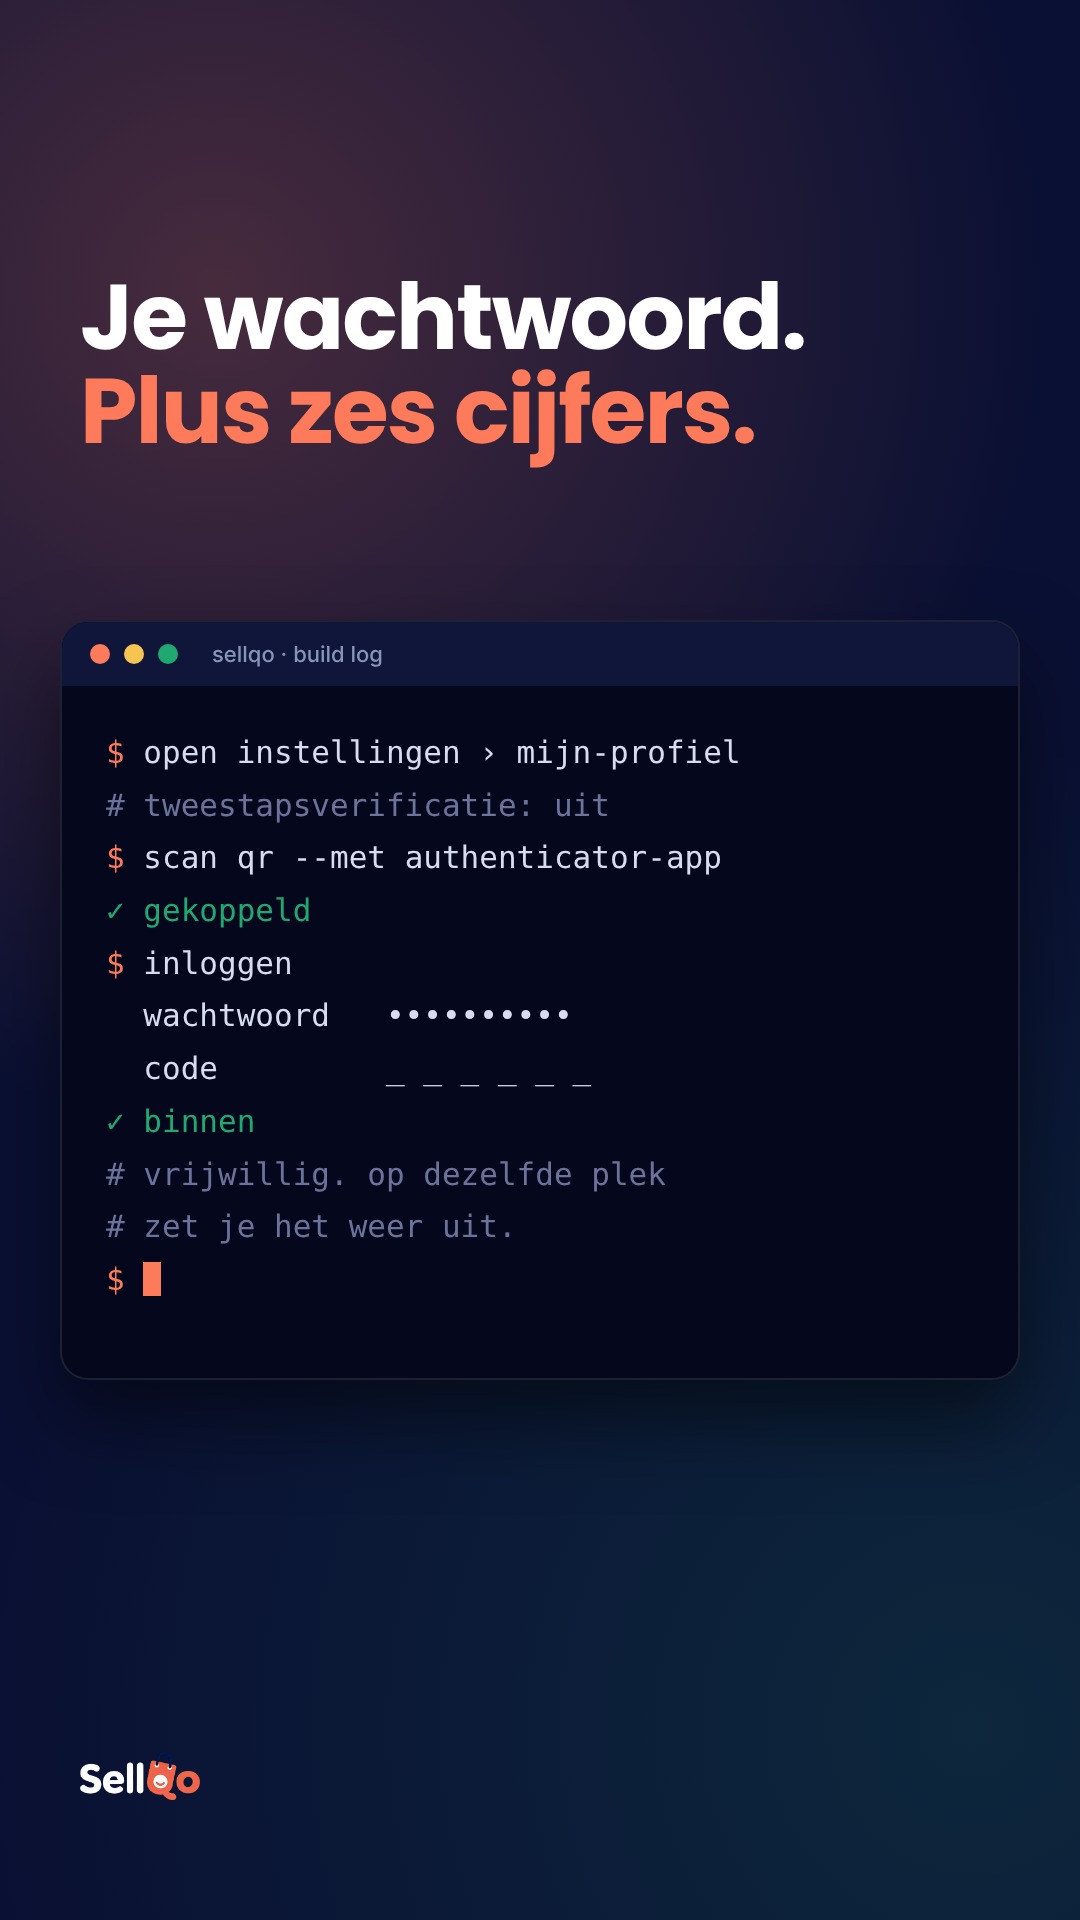 Je wachtwoord.
Plus zes cijfers.
sellqo · build log
$ open instellingen › mijn-profiel
# tweestapsverificatie: uit
$ scan qr --met authenticator-app
✓ gekoppeld
$ inloggen
wachtwoord ••••••••••
code _ _ _ _ _ _
✓ binnen
# vrijwillig. op dezelfde plek
# zet je het weer uit.
$
SellQo